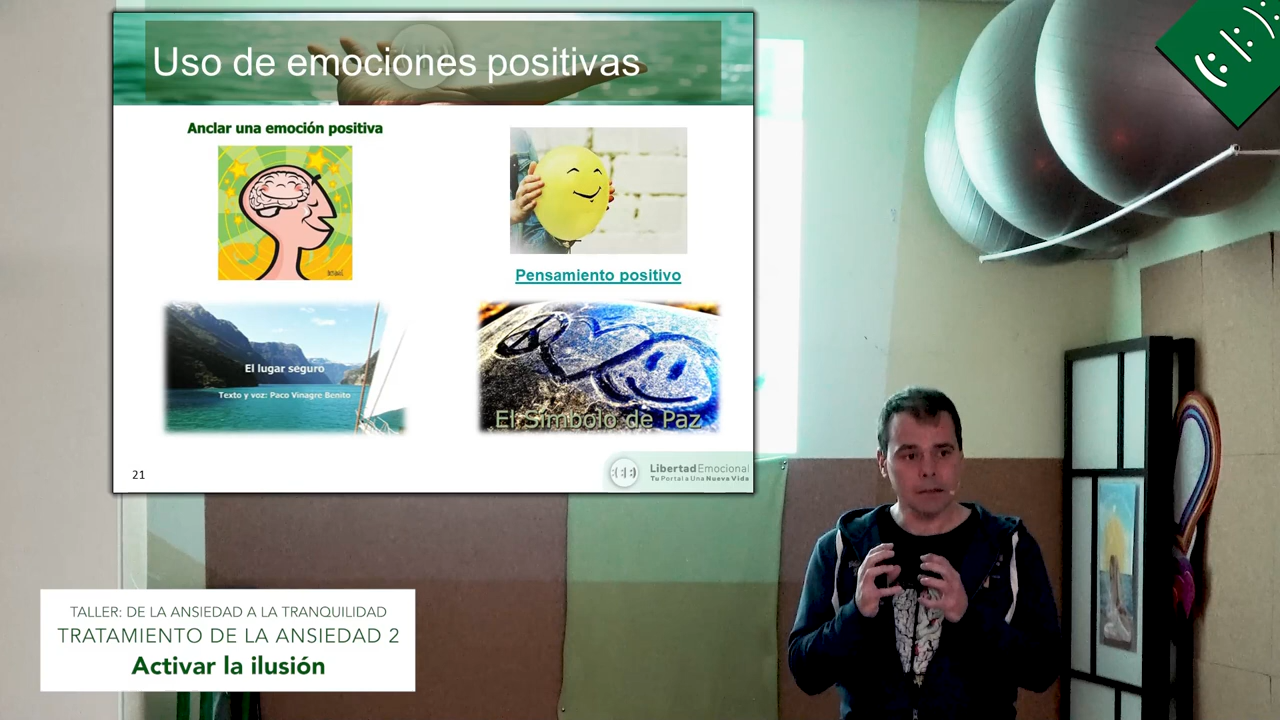 Uso de emociones positivas
Anclar una emoción positiva
Pensamiento positivo
El lugar seguro
Texto y voz: Paco Vinagre Benito
El Símbolo de Paz
21
Libertad Emocional
Tu Portal a Una Nueva Vida
TALLER: DE LA ANSIEDAD A LA TRANQUILIDAD
TRATAMIENTO DE LA ANSIEDAD 2
Activar la ilusión